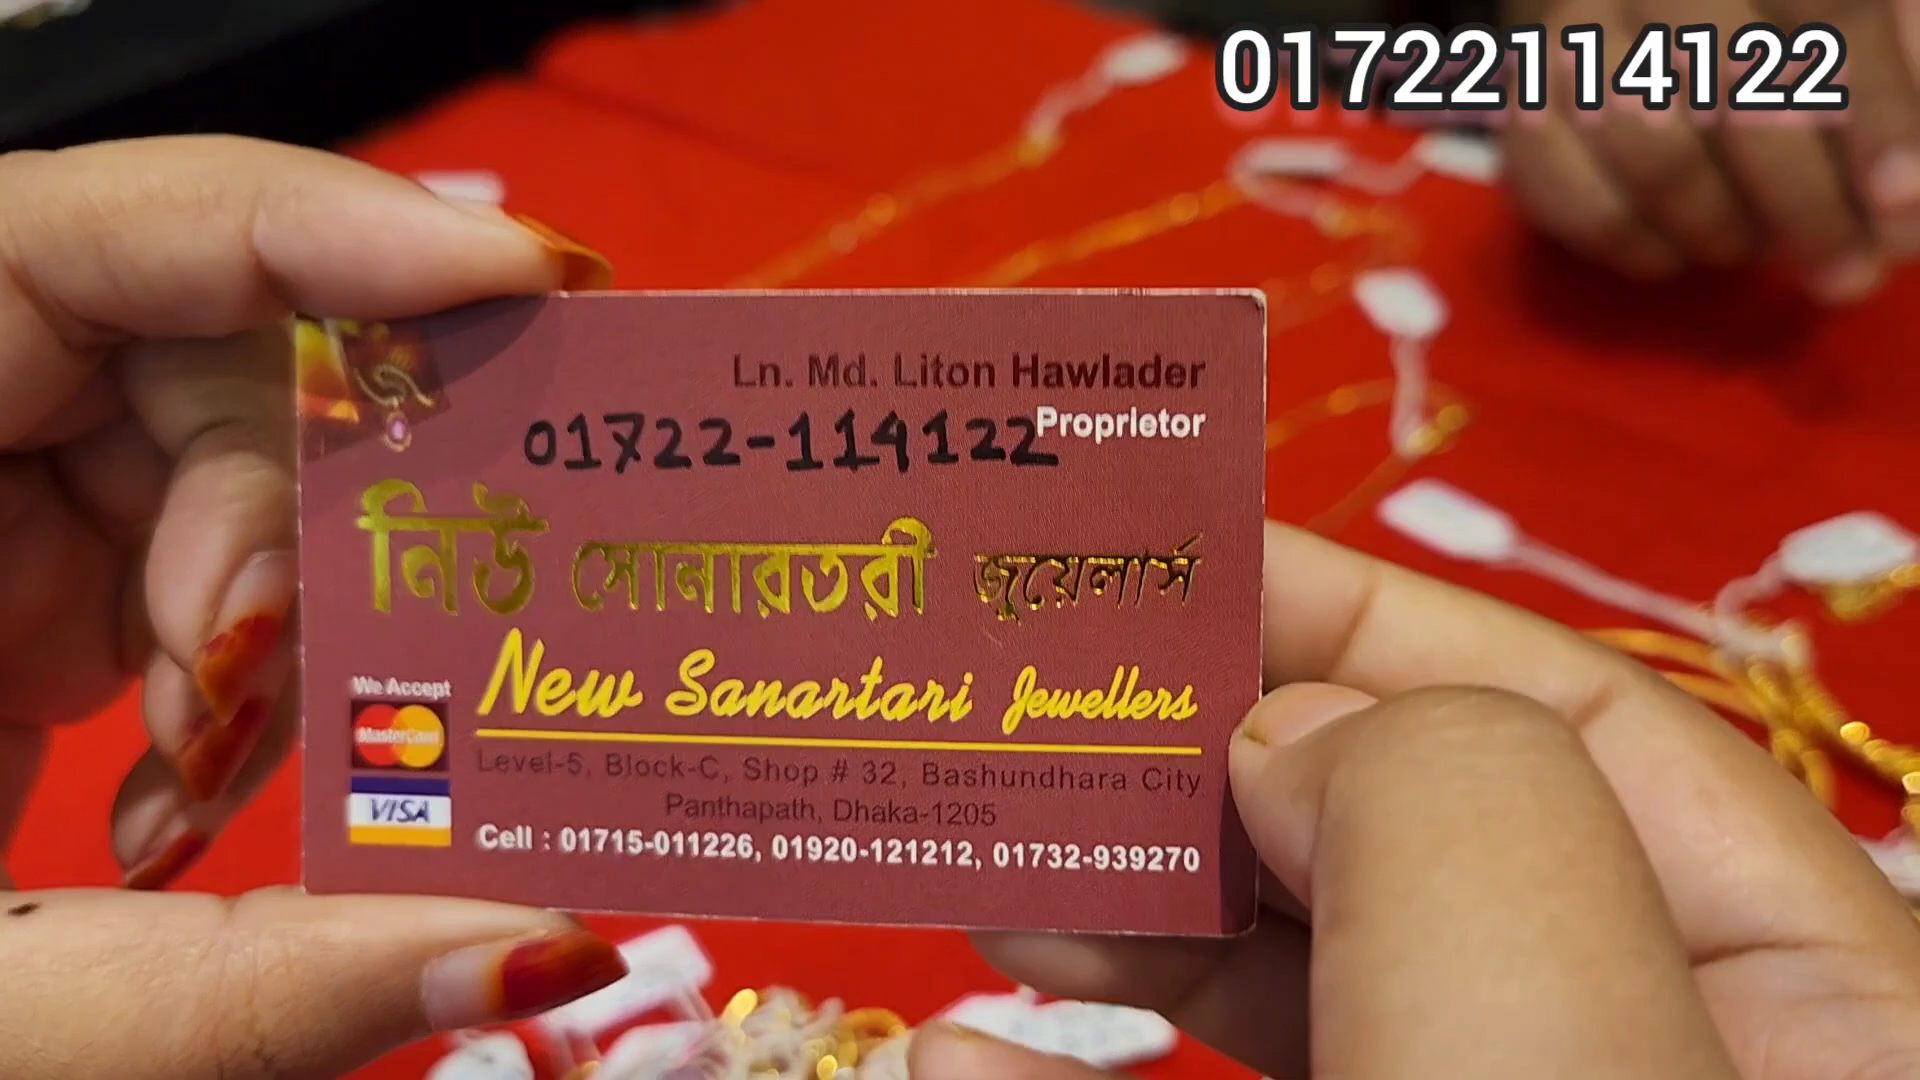 01722114122
Ln. Md. Liton Hawlader
Proprietor
01722-114122
নিউ সোনারতরী জুয়েলার্স
New Sanartari Jewellers
We Accept
MasterCard
VISA
Level-5, Block-C, Shop # 32, Bashundhara City
Panthapath, Dhaka-1205
Cell : 01715-011226, 01920-121212, 01732-939270